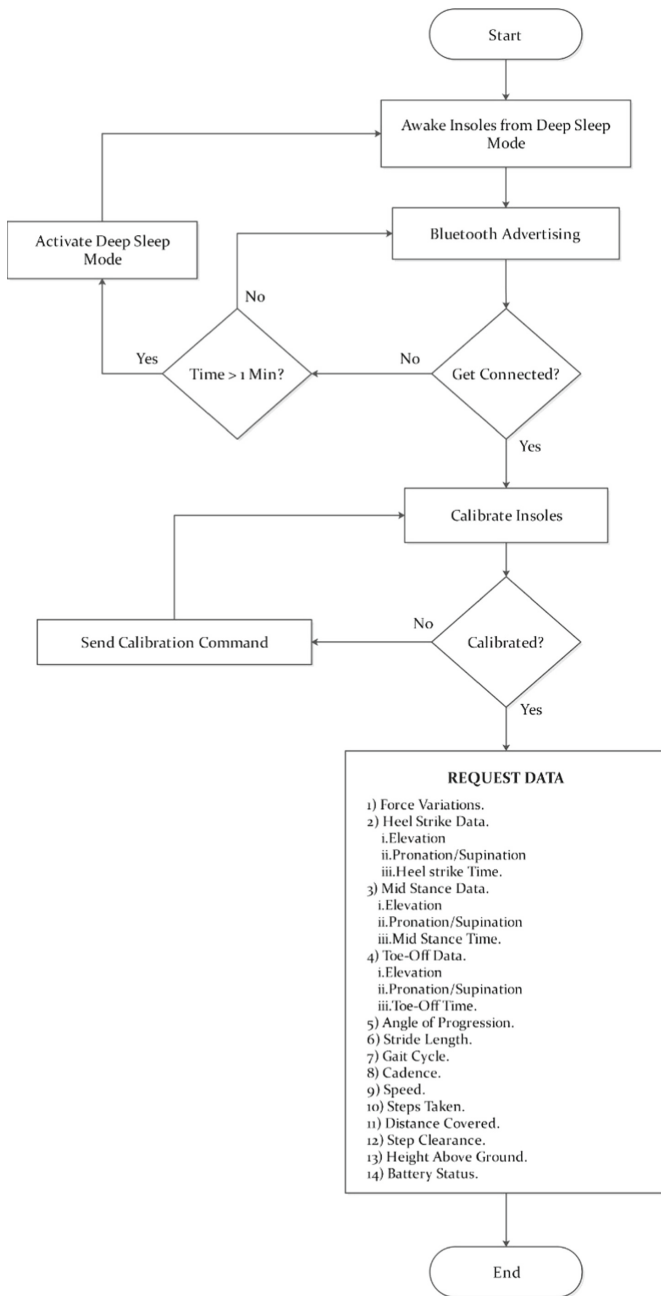 Start
Awake Insoles from Deep Sleep
Mode
Activate Deep Sleep
Mode
Bluetooth Advertising
No
Yes
Time > 1 Min?
No
Get Connected?
Yes
Calibrate Insoles
Send Calibration Command
No
Calibrated?
Yes
REQUEST DATA
1) Force Variations.
2) Heel Strike Data.
i.Elevation
ii.Pronation/Supination
iii.Heel strike Time.
3) Mid Stance Data.
i.Elevation
ii.Pronation/Supination
iii.Mid Stance Time.
4) Toe-Off Data.
i.Elevation
ii.Pronation/Supination
iii.Toe-Off Time.
5) Angle of Progression.
6) Stride Length.
7) Gait Cycle.
8) Cadence.
9) Speed.
10) Steps Taken.
11) Distance Covered.
12) Step Clearance.
13) Height Above Ground.
14) Battery Status.
End